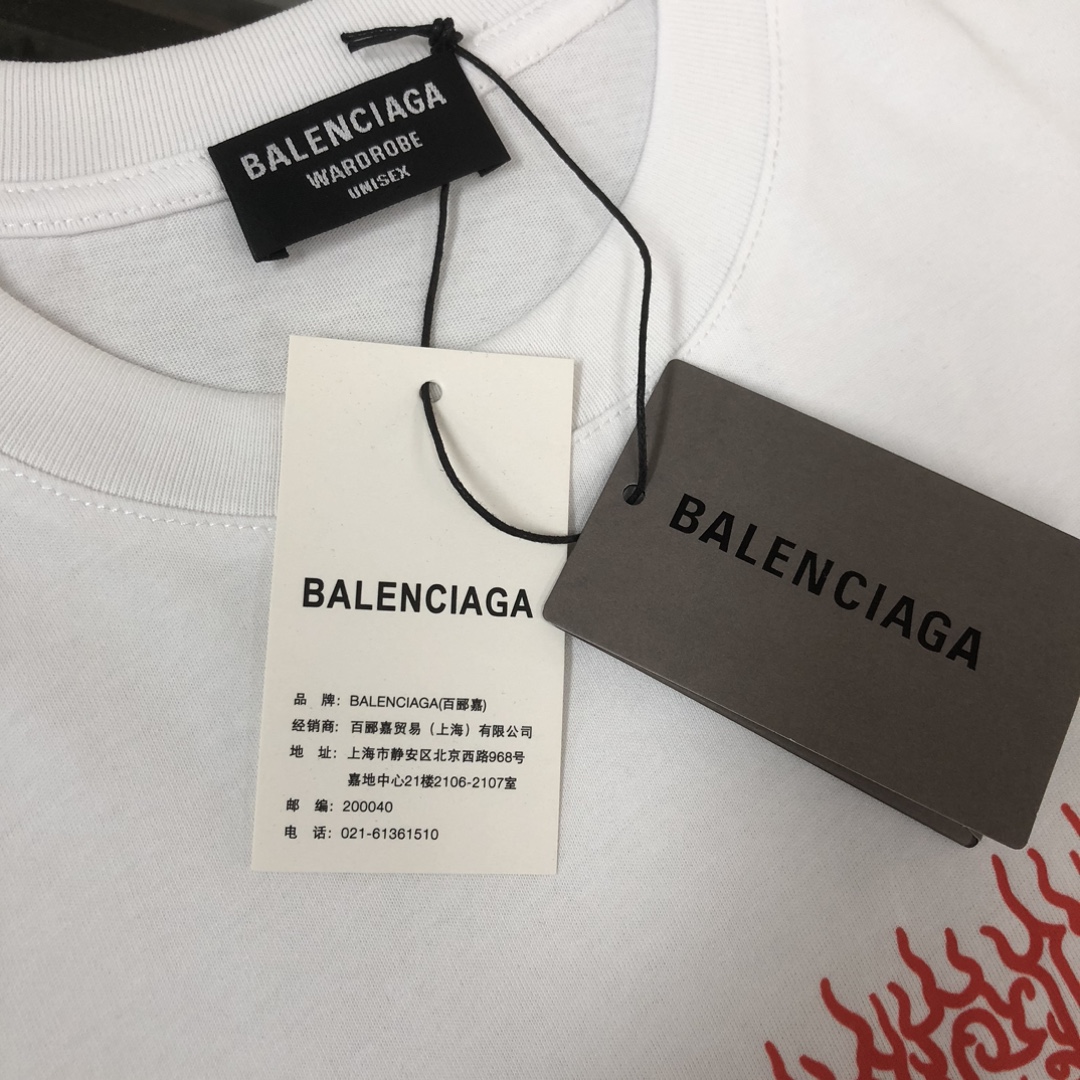 BALENCIAGA
WARDROBE
UNISEX
BALENCIAGA
品 牌: BALENCIAGA(百郦嘉)
经销商: 百郦嘉贸易（上海）有限公司
地 址: 上海市静安区北京西路968号
嘉地中心21楼2106-2107室
邮 编: 200040
电 话: 021-61361510
BALENCIAGA